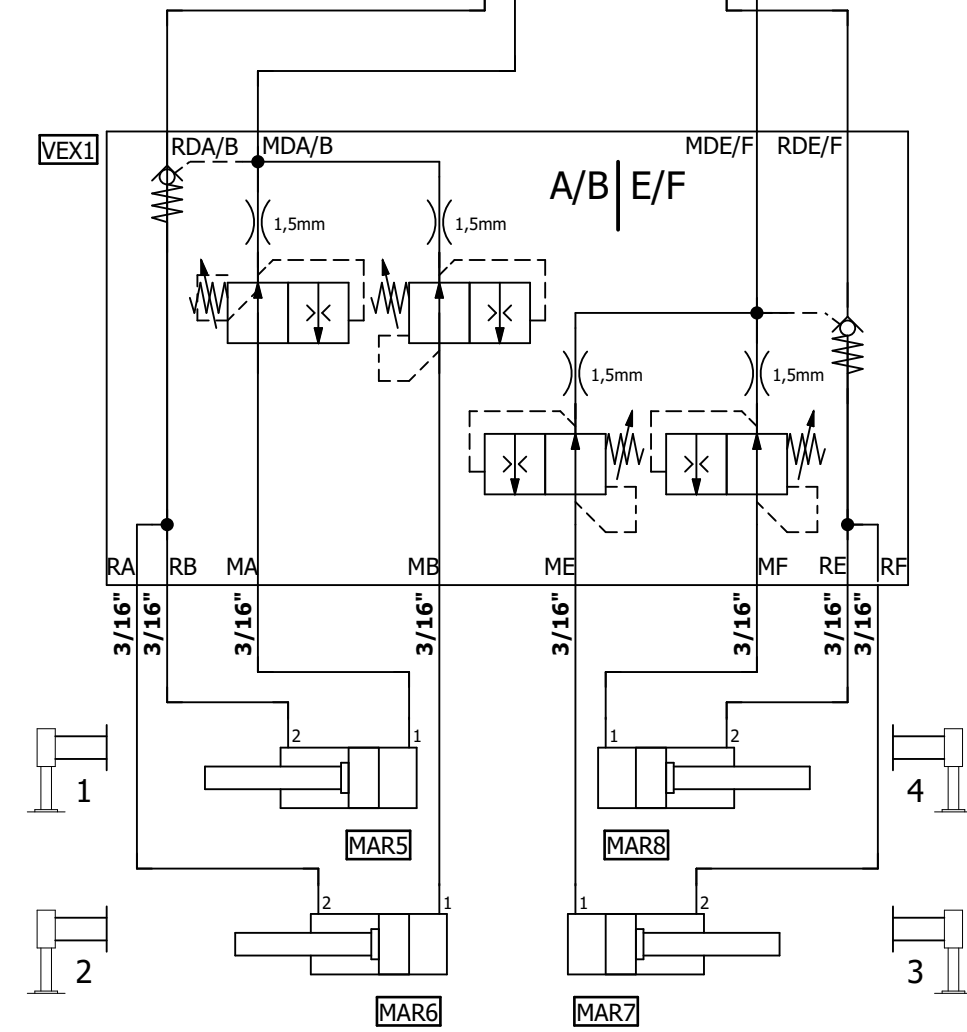 VEX1
RDA/B MDA/B MDE/F RDE/F
A/B E/F
1,5mm 1,5mm
1,5mm 1,5mm
RA RB MA MB ME MF RE RF
3/16" 3/16" 3/16" 3/16" 3/16" 3/16" 3/16" 3/16"
2 1 1 2
1 4
MAR5 MAR8
2 1 1 2
2 3
MAR6 MAR7